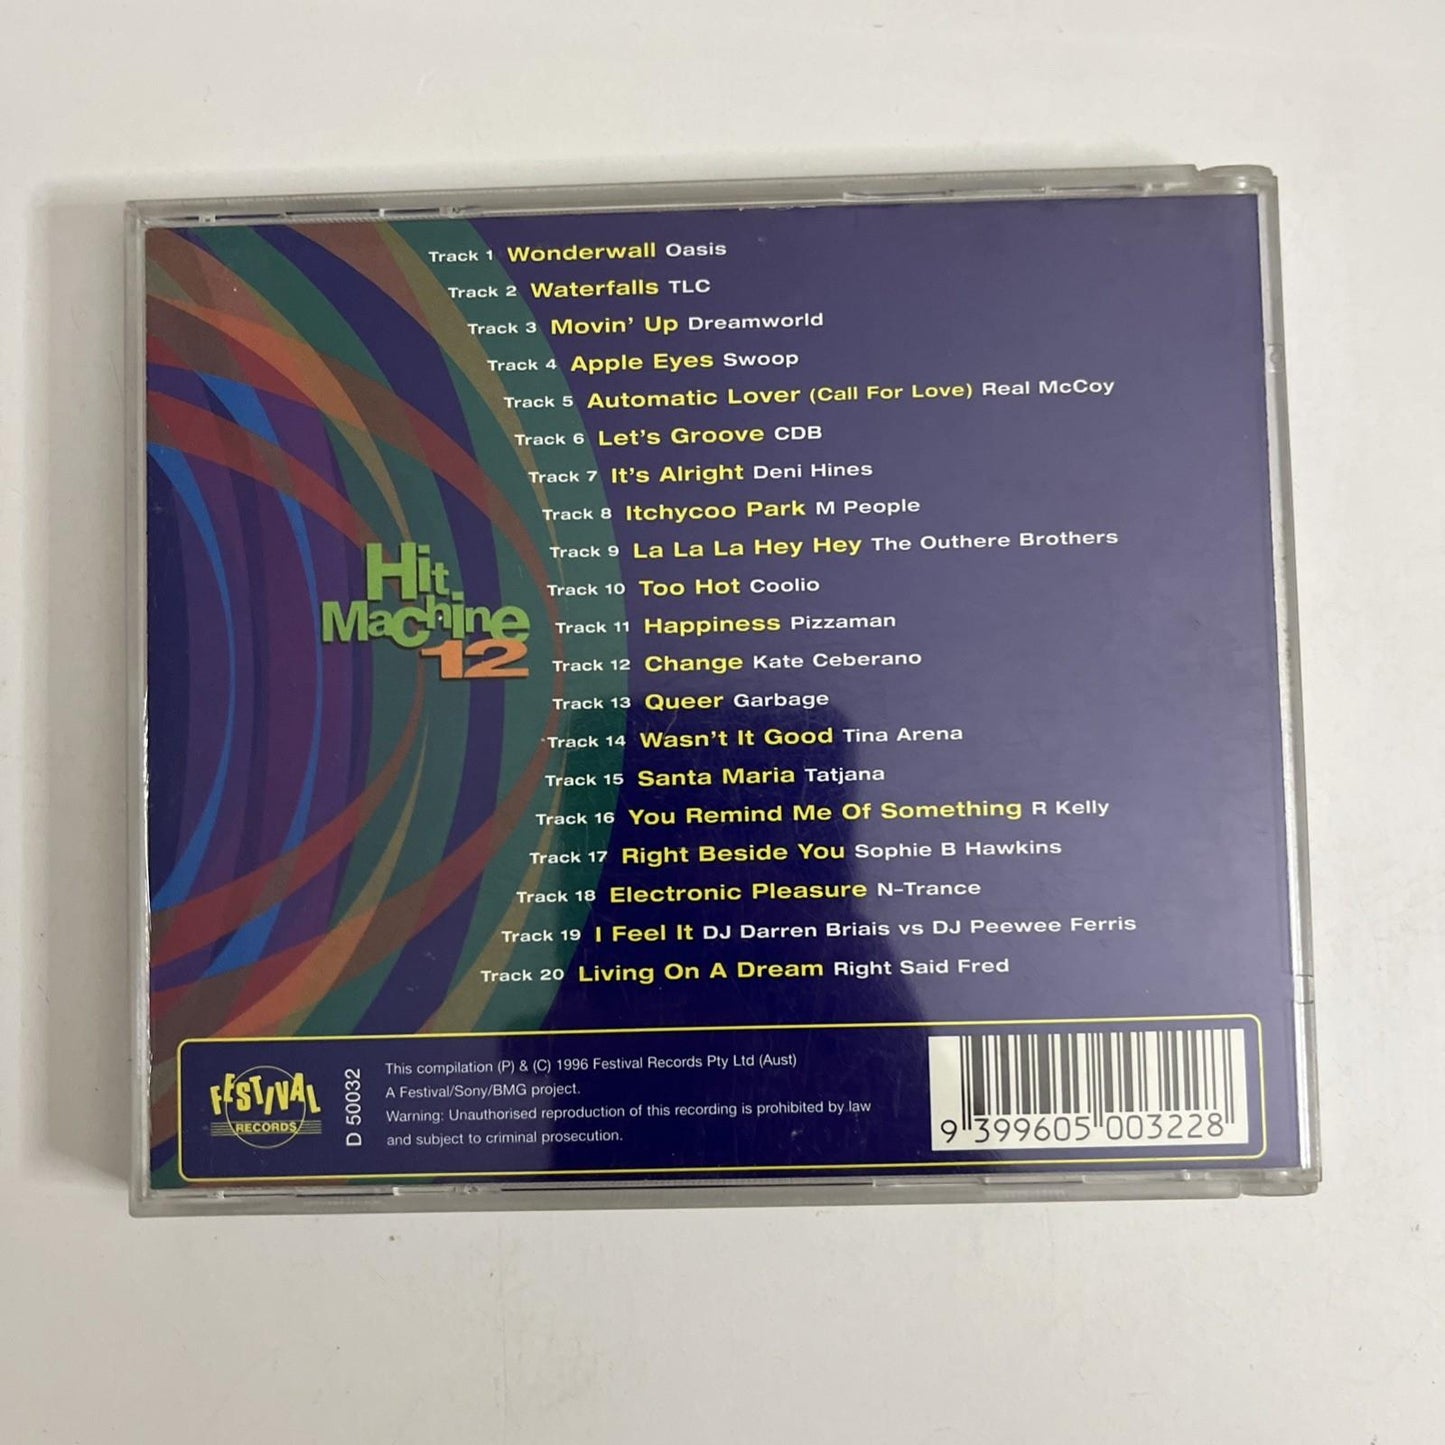 Track 1 Wonderwall Oasis
Track 2 Waterfalls TLC
Track 3 Movin' Up Dreamworld
Track 4 Apple Eyes Swoop
Track 5 Automatic Lover (Call For Love) Real McCoy
Track 6 Let's Groove CDB
Track 7 It's Alright Deni Hines
Track 8 Itchycoo Park M People
Track 9 La La La Hey Hey The Outhere Brothers
Track 10 Too Hot Coolio
Track 11 Happiness Pizzaman
Track 12 Change Kate Ceberano
Track 13 Queer Garbage
Track 14 Wasn't It Good Tina Arena
Track 15 Santa Maria Tatjana
Track 16 You Remind Me Of Something R Kelly
Track 17 Right Beside You Sophie B Hawkins
Track 18 Electronic Pleasure N-Trance
Track 19 I Feel It DJ Darren Briais vs DJ Peewee Ferris
Track 20 Living On A Dream Right Said Fred
Hit
Machine
12
FESTIVAL
RECORDS
D 50032
This compilation (P) & (C) 1996 Festival Records Pty Ltd (Aust)
A Festival/Sony/BMG project.
Warning: Unauthorised reproduction of this recording is prohibited by law
and subject to criminal prosecution.
9 399605 003228